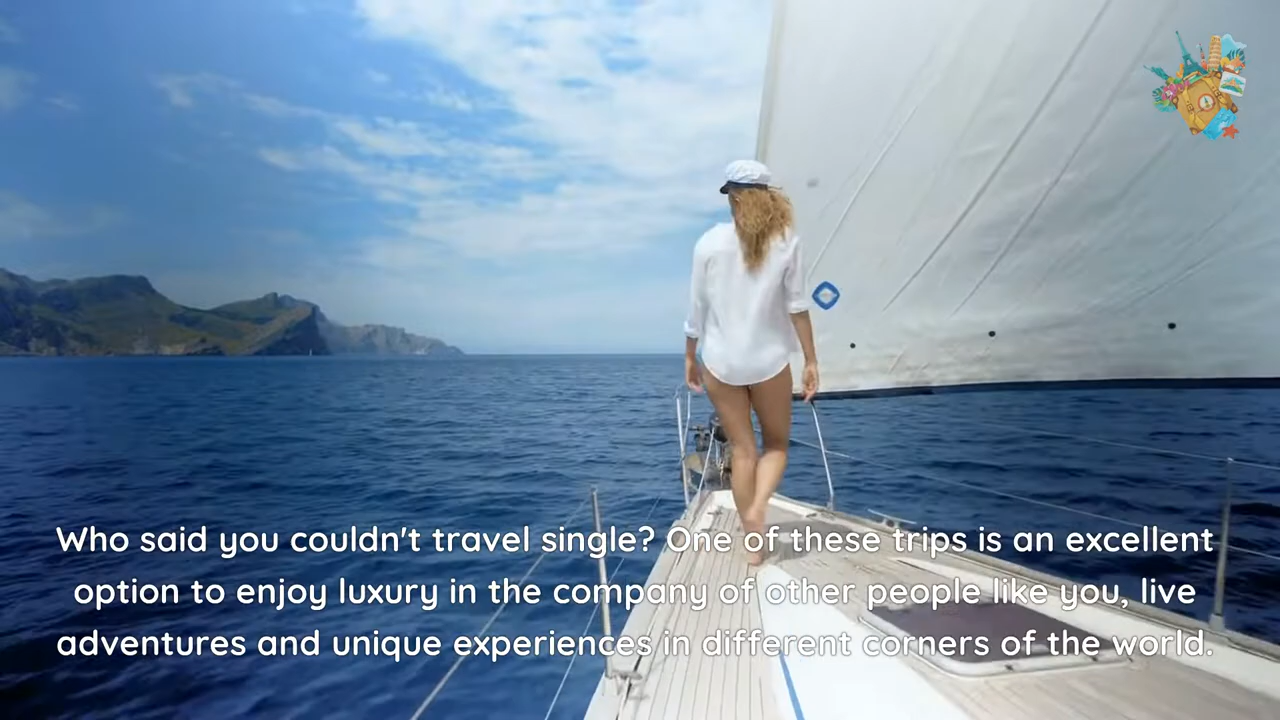 Who said you couldn't travel single? One of these trips is an excellent
option to enjoy luxury in the company of other people like you, live
adventures and unique experiences in different corners of the world.